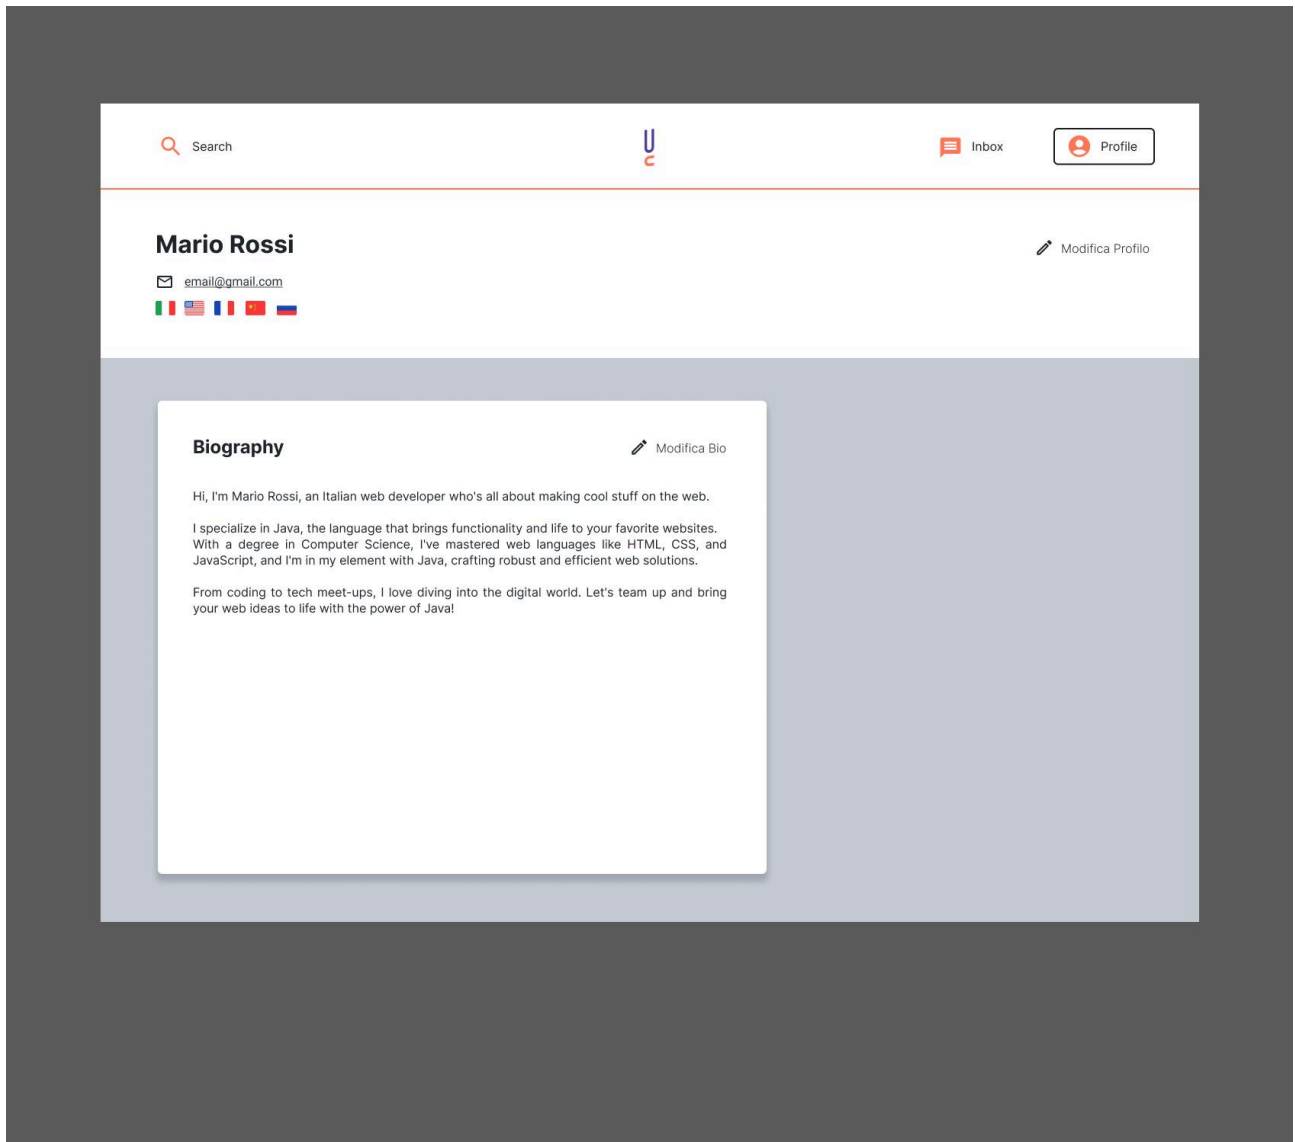 Search
U
c
Inbox
Profile
Mario Rossi
Modifica Profilo
email@gmail.com
Biography
Modifica Bio
Hi, I'm Mario Rossi, an Italian web developer who's all about making cool stuff on the web.
I specialize in Java, the language that brings functionality and life to your favorite websites.
With a degree in Computer Science, I've mastered web languages like HTML, CSS, and
JavaScript, and I'm in my element with Java, crafting robust and efficient web solutions.
From coding to tech meet-ups, I love diving into the digital world. Let's team up and bring
your web ideas to life with the power of Java!